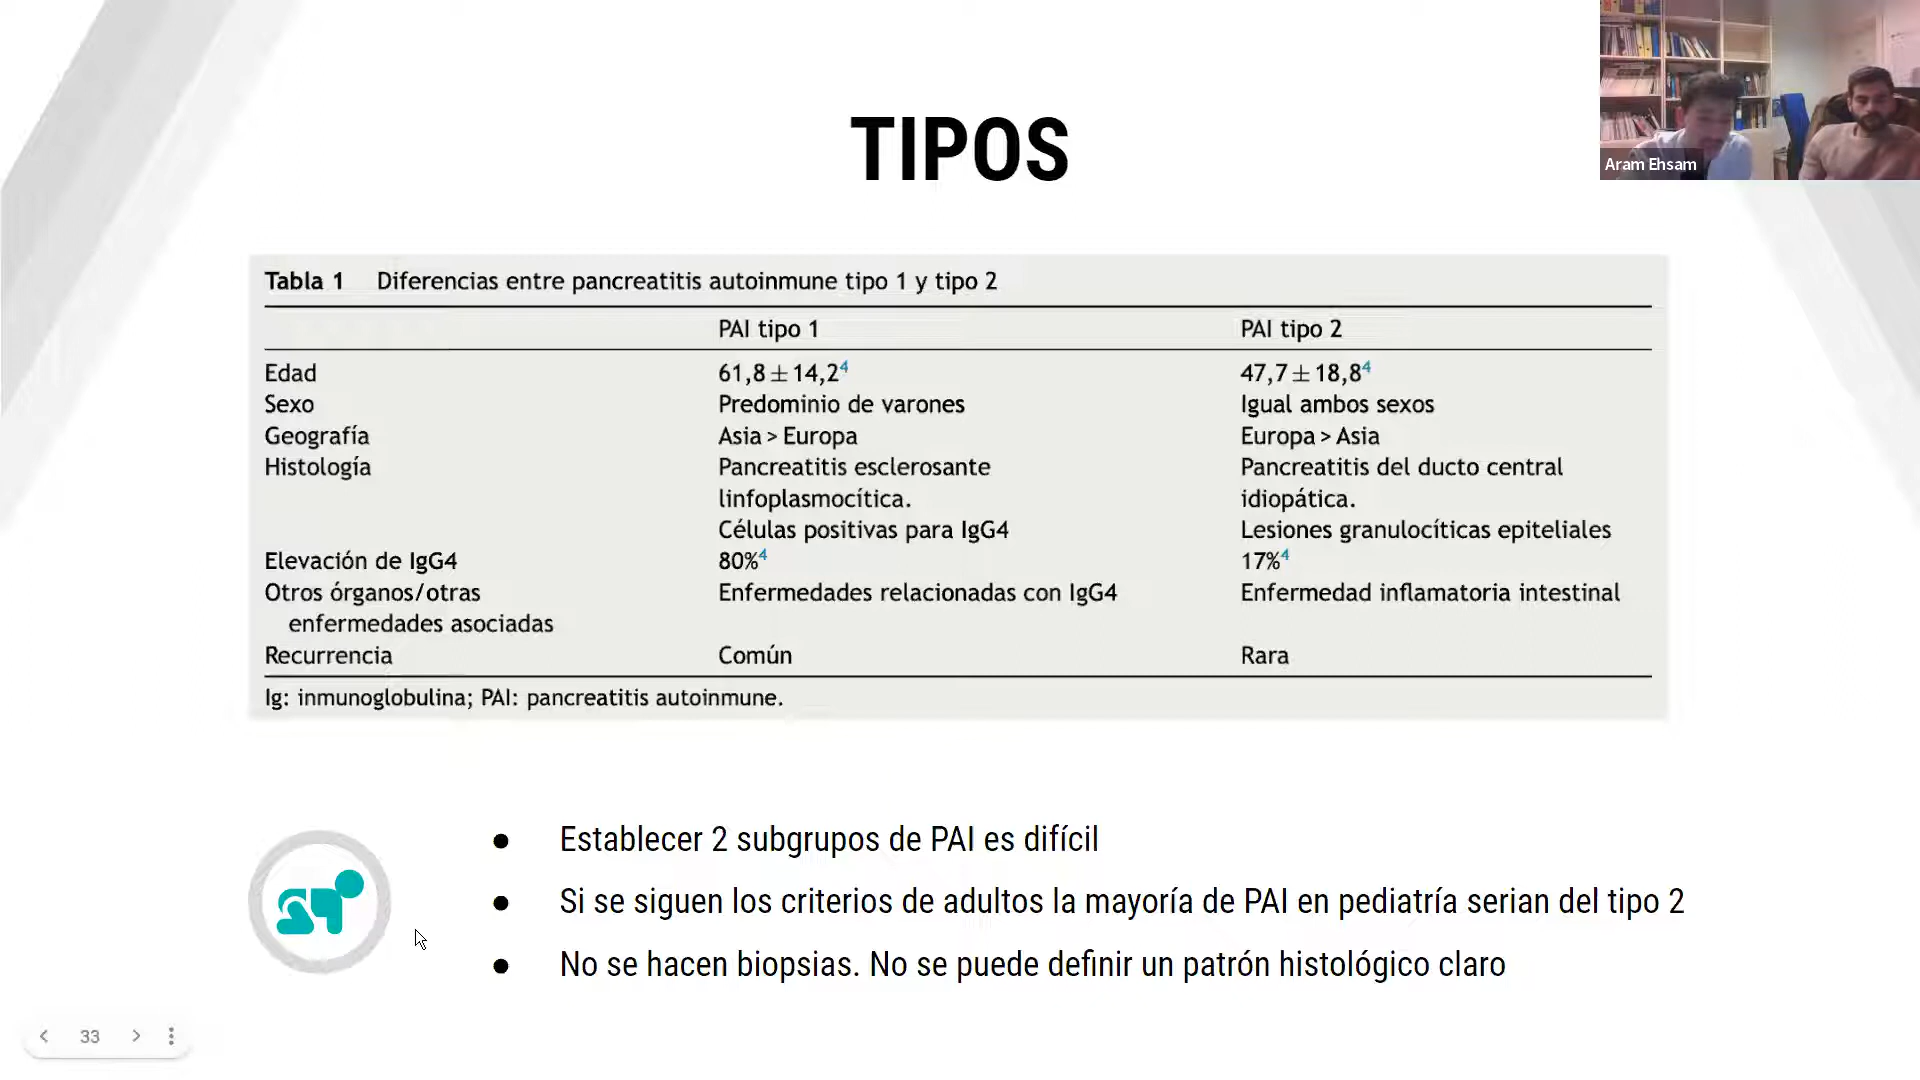 TIPOS
Aram Ehsam
Tabla 1 Diferencias entre pancreatitis autoinmune tipo 1 y tipo 2
PAI tipo 1 PAI tipo 2
Edad 61,8 ± 14,2⁴ 47,7 ± 18,8⁴
Sexo Predominio de varones Igual ambos sexos
Geografía Asia > Europa Europa > Asia
Histología Pancreatitis esclerosante Pancreatitis del ducto central
linfoplasmocítica. idiopática.
Células positivas para IgG4 Lesiones granulocíticas epiteliales
Elevación de IgG4 80%⁴ 17%⁴
Otros órganos/otras Enfermedades relacionadas con IgG4 Enfermedad inflamatoria intestinal
enfermedades asociadas
Recurrencia Común Rara
Ig: inmunoglobulina; PAI: pancreatitis autoinmune.
● Establecer 2 subgrupos de PAI es difícil
● Si se siguen los criterios de adultos la mayoría de PAI en pediatría serian del tipo 2
● No se hacen biopsias. No se puede definir un patrón histológico claro
33